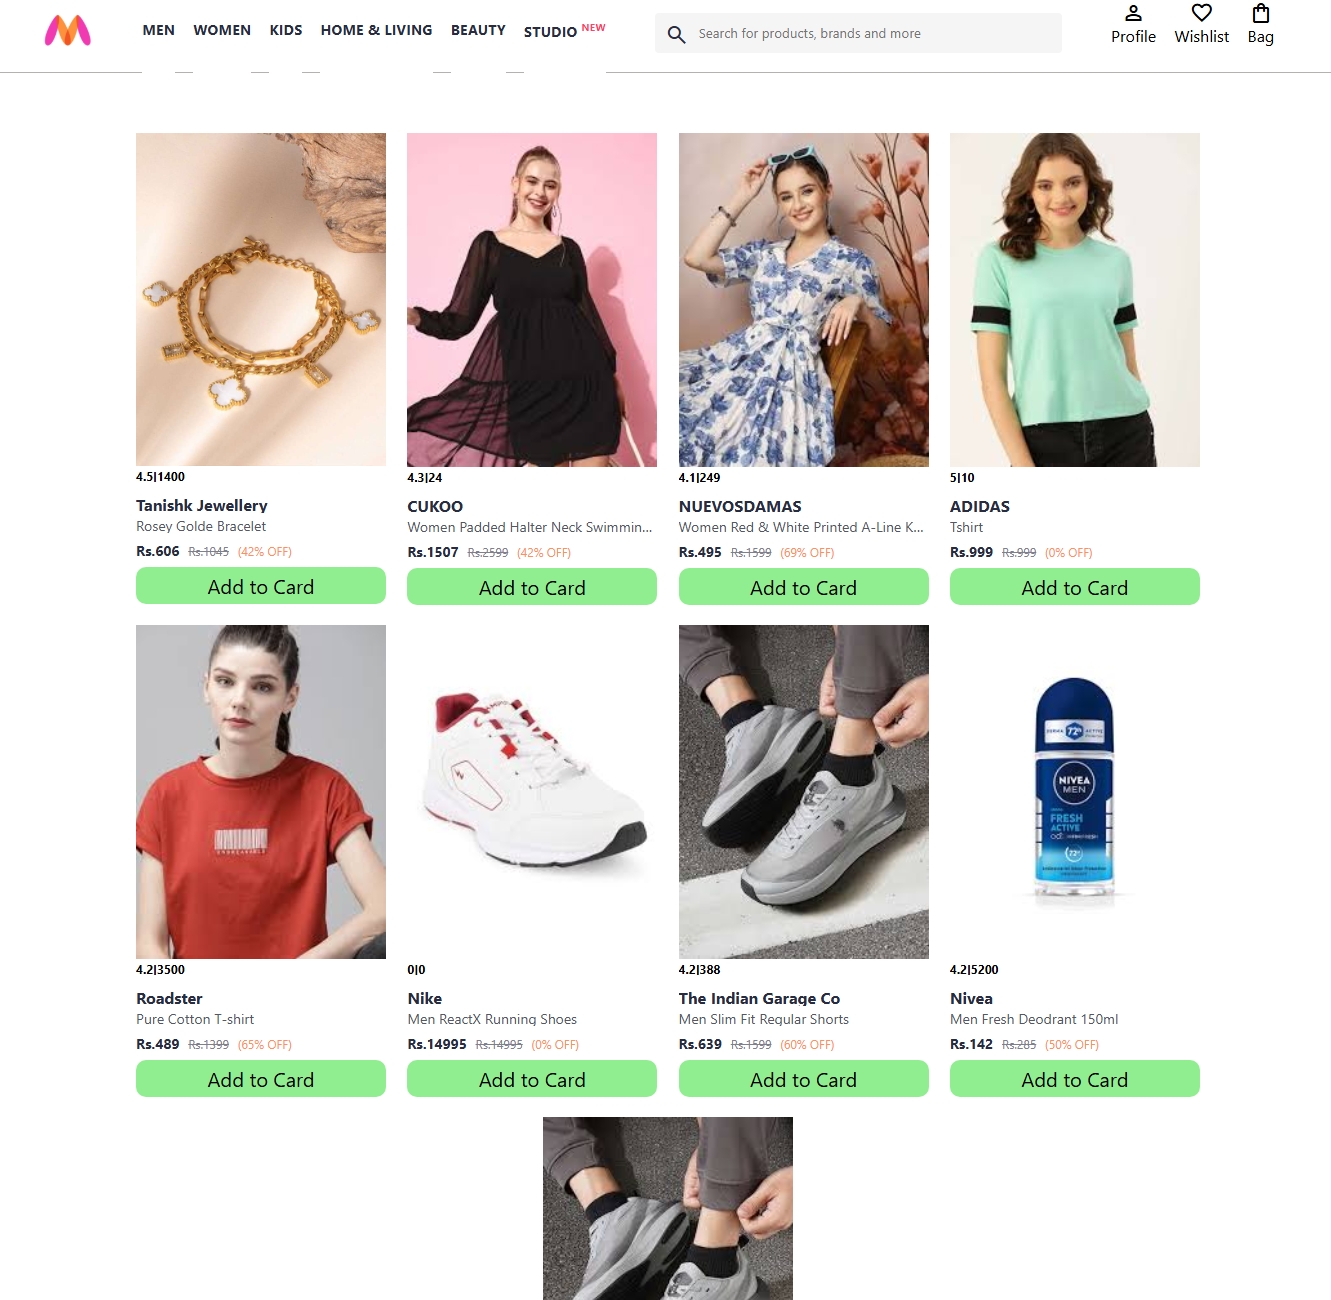 MEN WOMEN KIDS HOME & LIVING BEAUTY STUDIO NEW
Search for products, brands and more
Profile Wishlist Bag
4.5|1400
Tanishk Jewellery
Rosey Golde Bracelet
Rs.606 Rs.1045 (42% OFF)
Add to Card
4.3|24
CUKOO
Women Padded Halter Neck Swimmin...
Rs.1507 Rs.2599 (42% OFF)
Add to Card
4.1|249
NUEVOSDAMAS
Women Red & White Printed A-Line K...
Rs.495 Rs.1599 (69% OFF)
Add to Card
5|10
ADIDAS
Tshirt
Rs.999 Rs.999 (0% OFF)
Add to Card
4.2|3500
Roadster
Pure Cotton T-shirt
Rs.489 Rs.1399 (65% OFF)
Add to Card
0|0
Nike
Men ReactX Running Shoes
Rs.14995 Rs.14995 (0% OFF)
Add to Card
4.2|388
The Indian Garage Co
Men Slim Fit Regular Shorts
Rs.639 Rs.1599 (60% OFF)
Add to Card
72h
NIVEA
MEN
FRESH
ACTIVE
72h
4.2|5200
Nivea
Men Fresh Deodrant 150ml
Rs.142 Rs.285 (50% OFF)
Add to Card